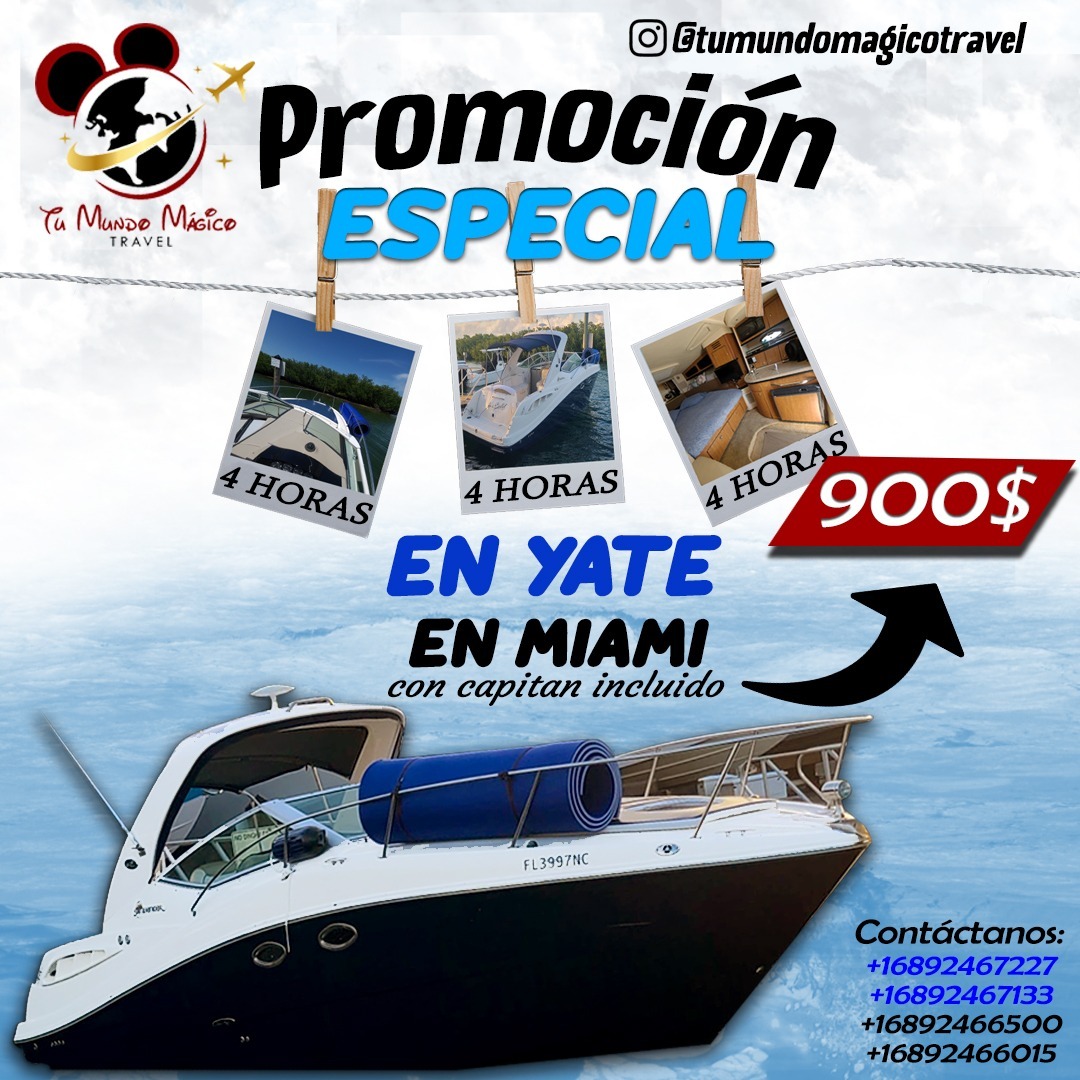 @tumundomagicotravel
Promoción
ESPECIAL
Tu Mundo Mágico
TRAVEL
4 HORAS
4 HORAS
4 HORAS
900$
EN YATE
EN MIAMI
con capitan incluido
FL3997NC
Contáctanos:
+16892467227
+16892467133
+16892466500
+16892466015